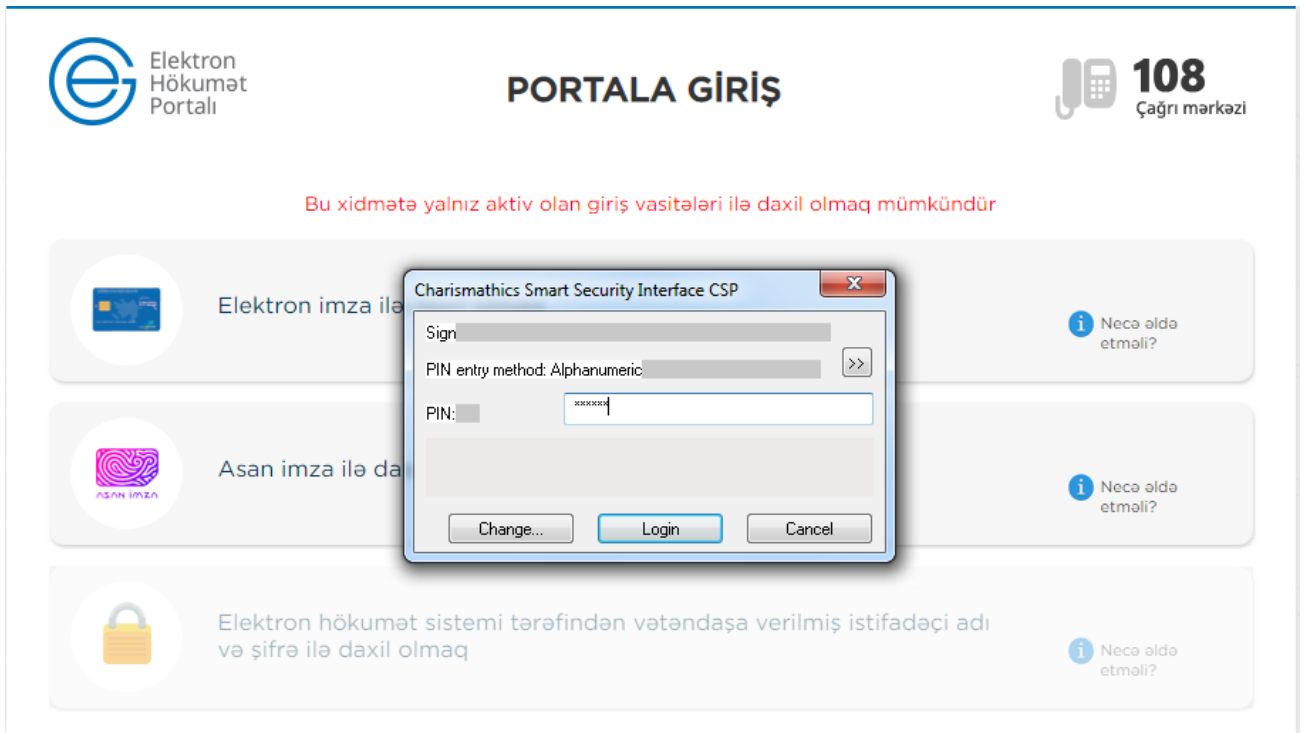 Elektron
Hökumət
Portalı
PORTALA GİRİŞ
108
Çağrı mərkəzi
Bu xidmətə yalnız aktiv olan giriş vasitələri ilə daxil olmaq mümkündür
Elektron imza ilə
Necə əldə
etməli?
Charismathics Smart Security Interface CSP
Sign
PIN entry method: Alphanumeric
>>
PIN:
xxxxxx
Change...
Login
Cancel
ASAN İMZA
Asan imza ilə da
Necə əldə
etməli?
Elektron hökumət sistemi tərəfindən vətəndaşa verilmiş istifadəçi adı
və şifrə ilə daxil olmaq
Necə əldə
etməli?